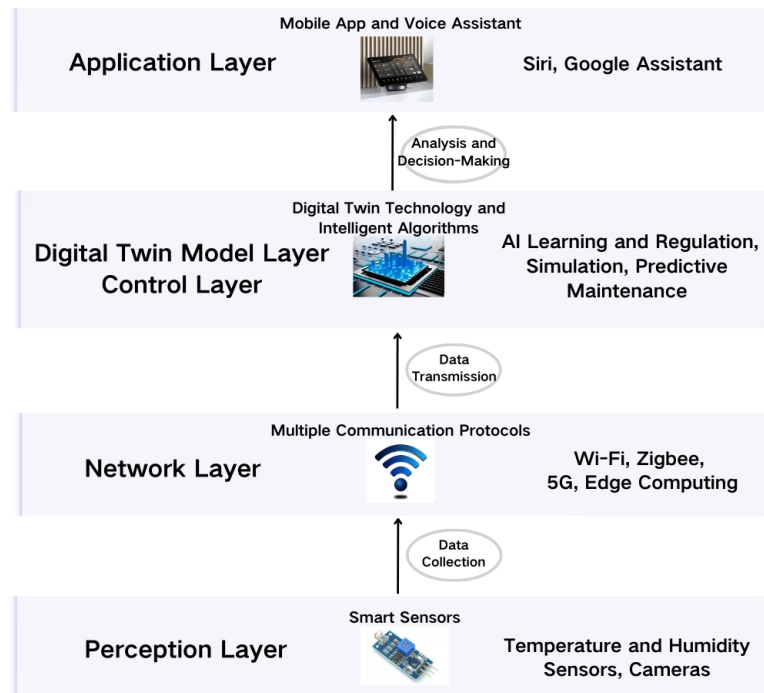 Mobile App and Voice Assistant
Application Layer
Siri, Google Assistant
Analysis and
Decision-Making
Digital Twin Technology and
Intelligent Algorithms
Digital Twin Model Layer
Control Layer
AI Learning and Regulation,
Simulation, Predictive
Maintenance
Data
Transmission
Multiple Communication Protocols
Network Layer
Wi-Fi, Zigbee,
5G, Edge Computing
Data
Collection
Smart Sensors
Perception Layer
Temperature and Humidity
Sensors, Cameras